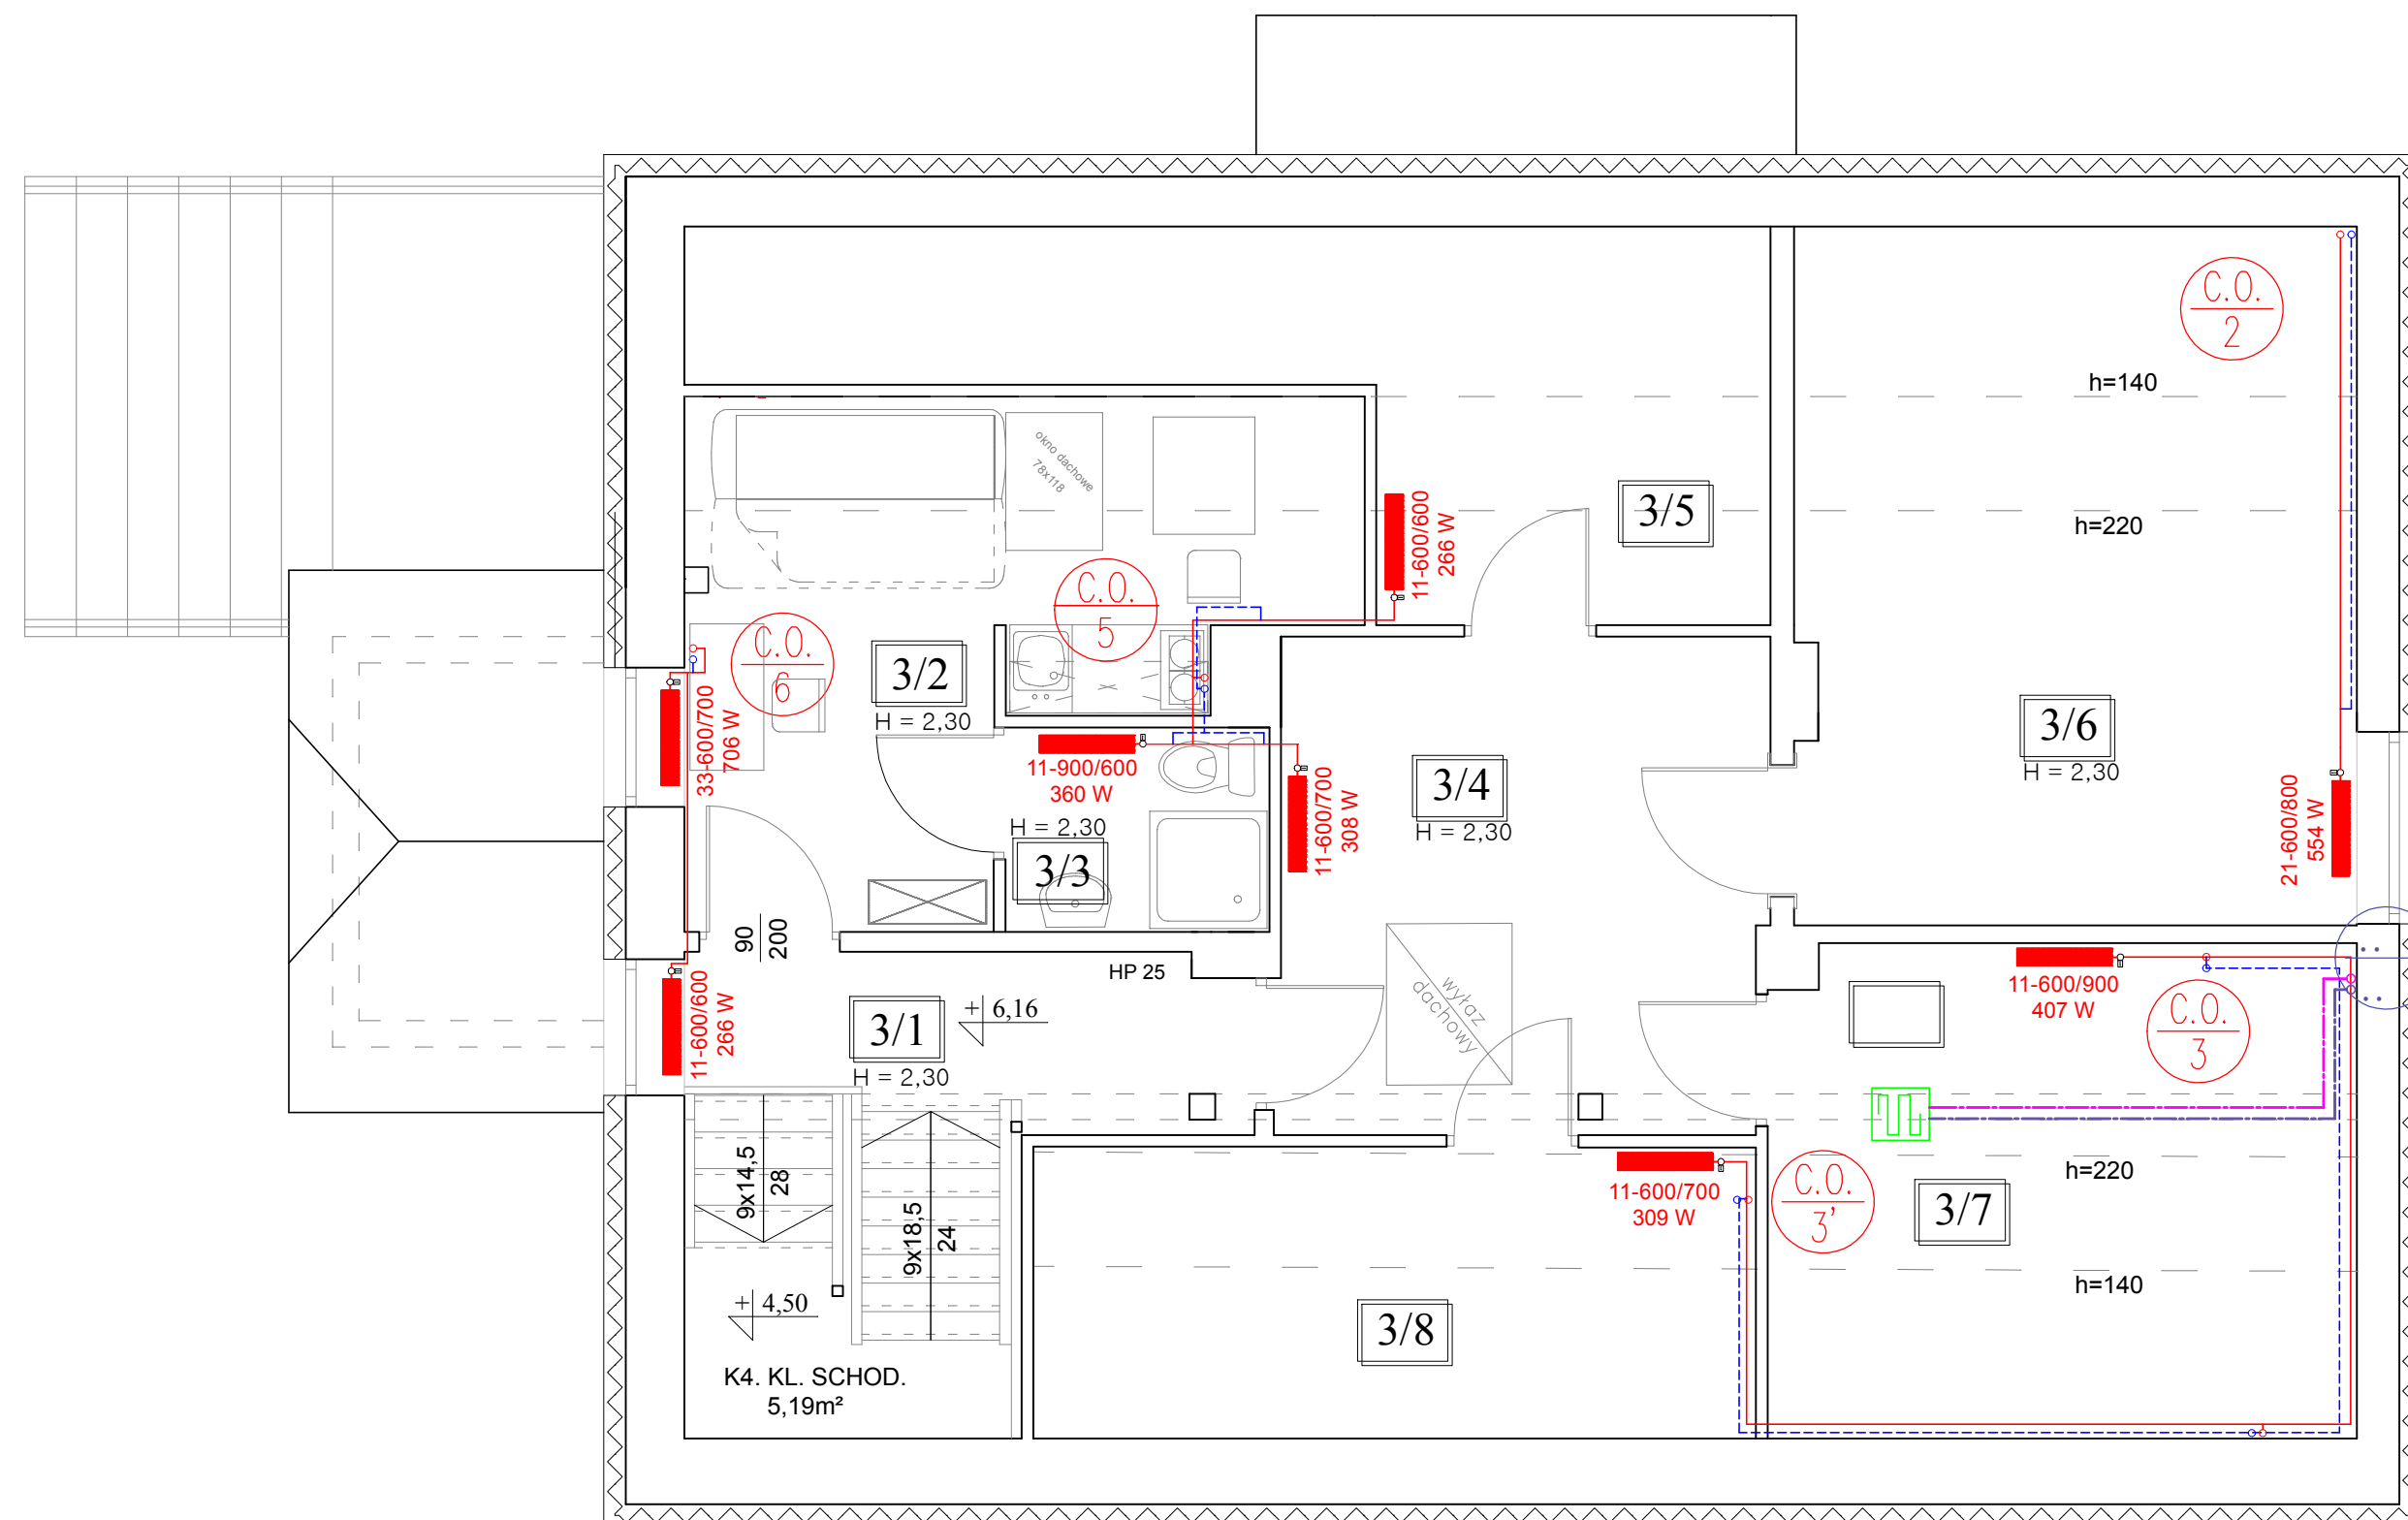 C.O.
2
h=140
okno dachowe
78x118
3/5
11-600/600
266 W
h=220
C.O.
5
C.O.
6
3/2
H = 2,30
33-600/700
706 W
3/6
H = 2,30
11-900/600
360 W
3/4
H = 2,30
11-600/700
308 W
21-600/800
554 W
H = 2,30
3/3
90
200
HP 25
11-600/900
407 W
wyłaz
dachowy
C.O.
3
3/1
H = 2,30
+ 6,16
11-600/600
266 W
9x14,5
28
9x18,5
24
h=220
11-600/700
309 W
C.O.
3'
3/7
h=140
+ 4,50
3/8
K4. KL. SCHOD.
5,19m²